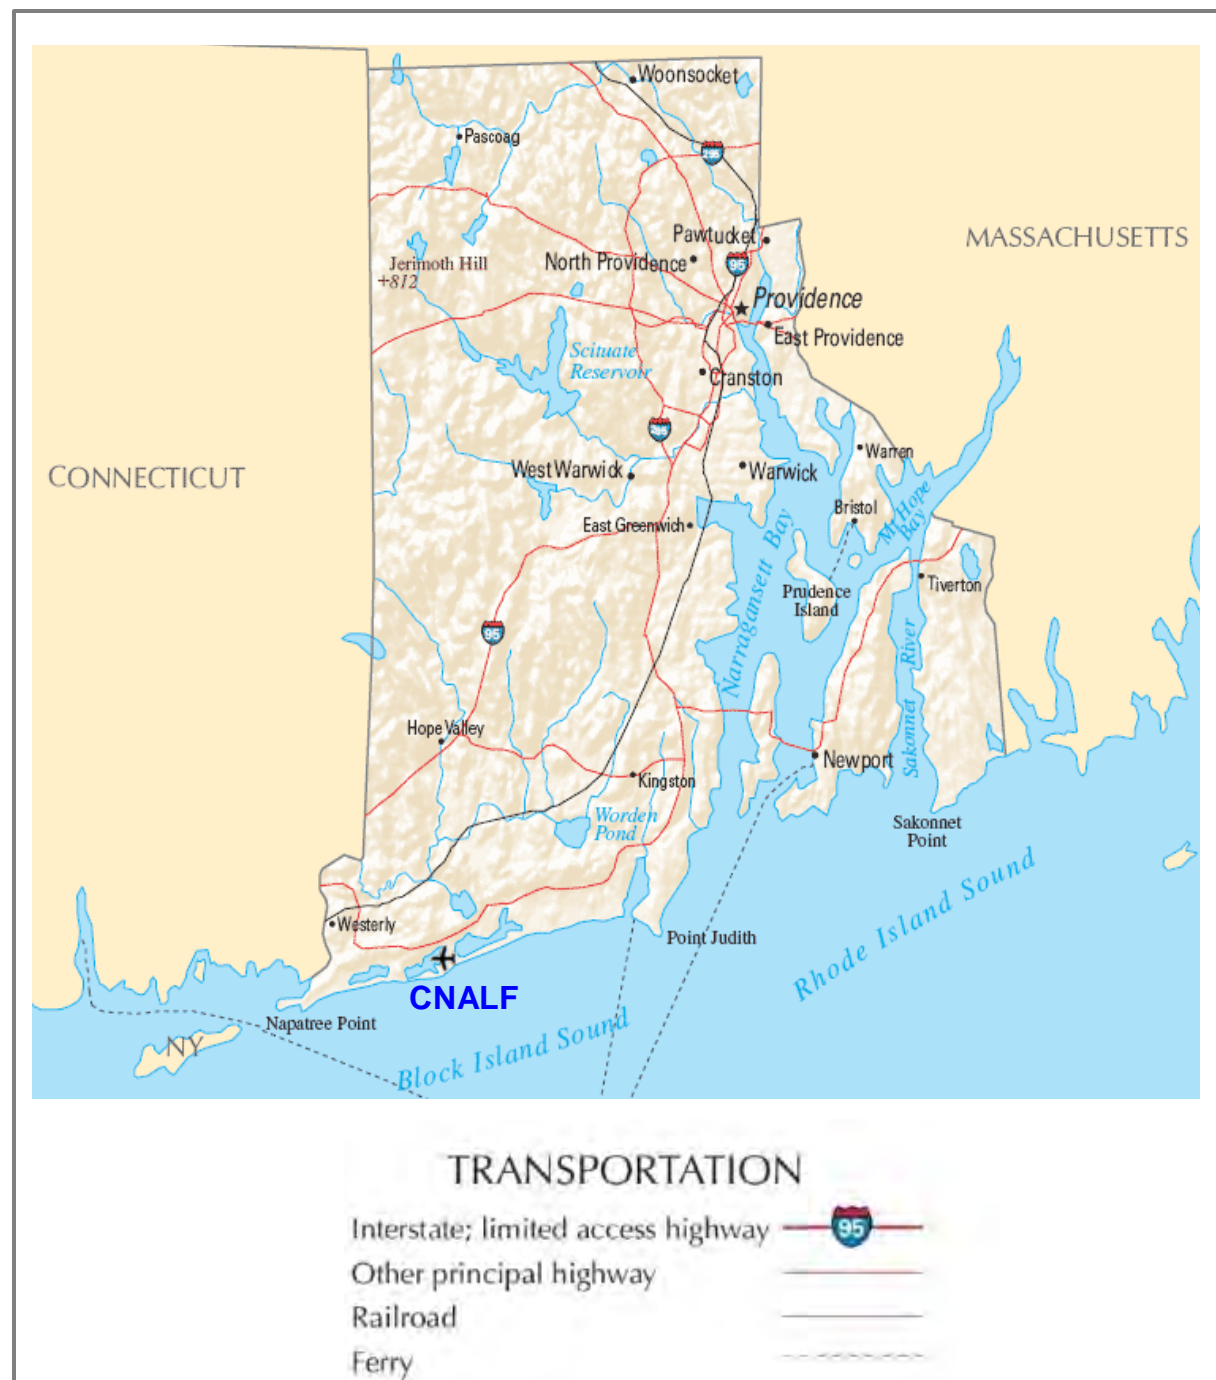 Woonsocket
Pascoag
295
Pawtucket
MASSACHUSETTS
North Providence
95
Jerimoth Hill
+812
Providence
East Providence
Scituate
Reservoir
Cranston
295
Warren
CONNECTICUT
West Warwick
Warwick
Mt Hope
Bay
Bristol
East Greenwich
Narragansett Bay
Prudence
Island
Tiverton
95
Sakonnet River
Hope Valley
Newport
Kingston
Worden
Pond
Sakonnet
Point
Rhode Island Sound
Westerly
Point Judith
CNALF
Napatree Point
NY
Block Island Sound
TRANSPORTATION
Interstate; limited access highway
95
Other principal highway
Railroad
Ferry